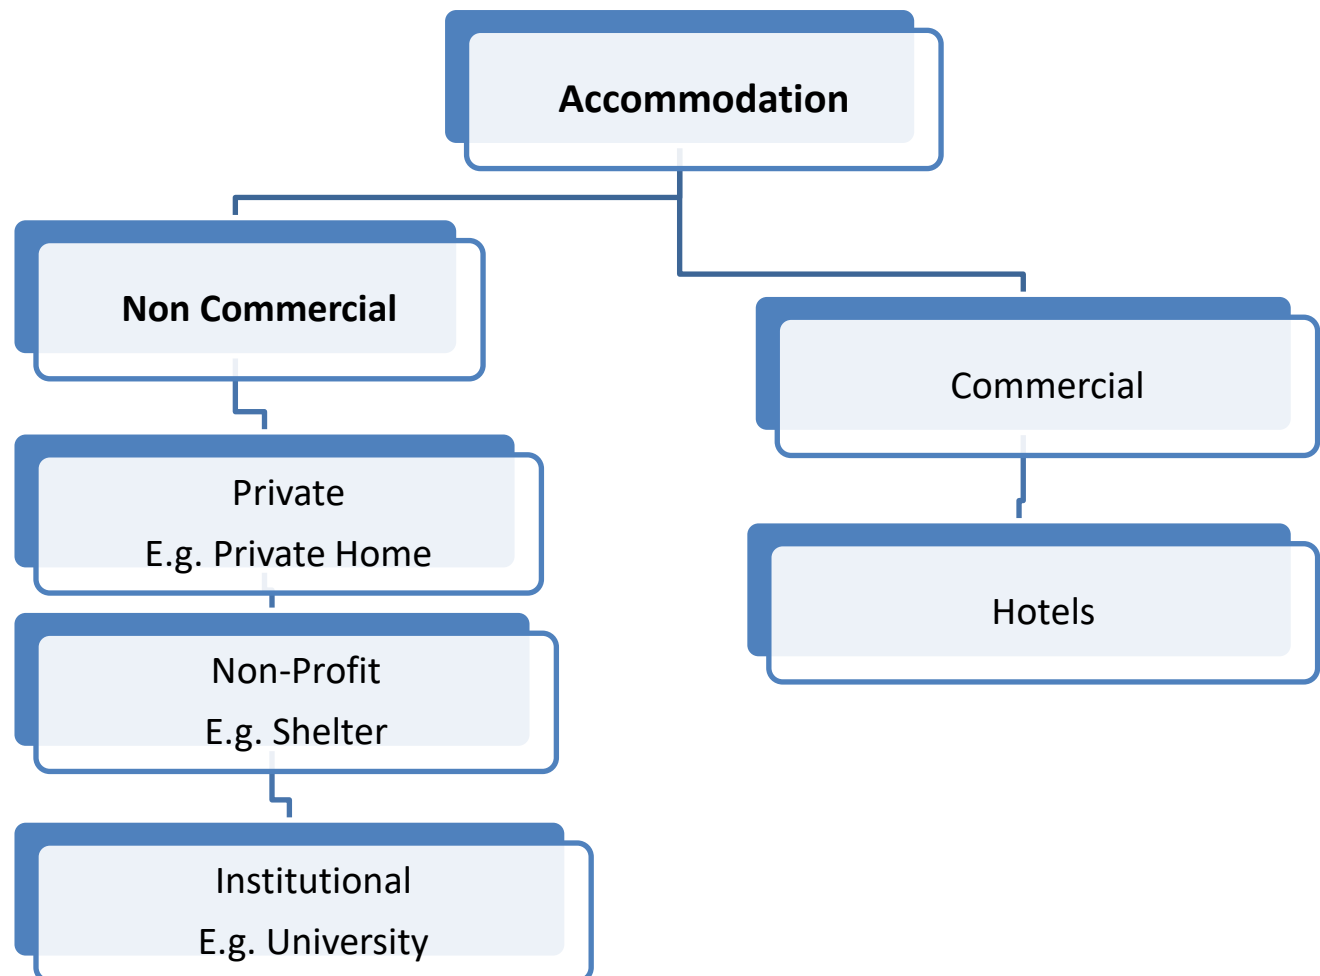 Accommodation
Non Commercial
Commercial
Private
E.g. Private Home
Hotels
Non-Profit
E.g. Shelter
Institutional
E.g. University